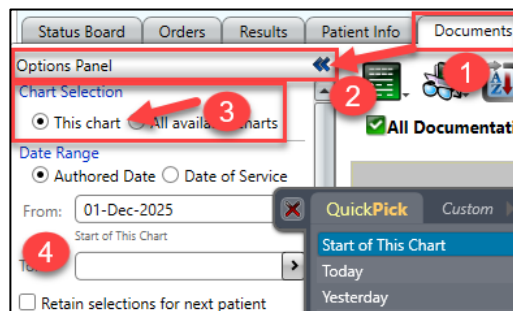 Status Board Orders Results Patient Info Documents
Options Panel
1
2
Chart Selection
This chart All available charts
3
All Documentati
Date Range
Authored Date Date of Service
From: 01-Dec-2025
QuickPick Custom
Start of This Chart
Start of This Chart
4
Today
Retain selections for next patient
Yesterday